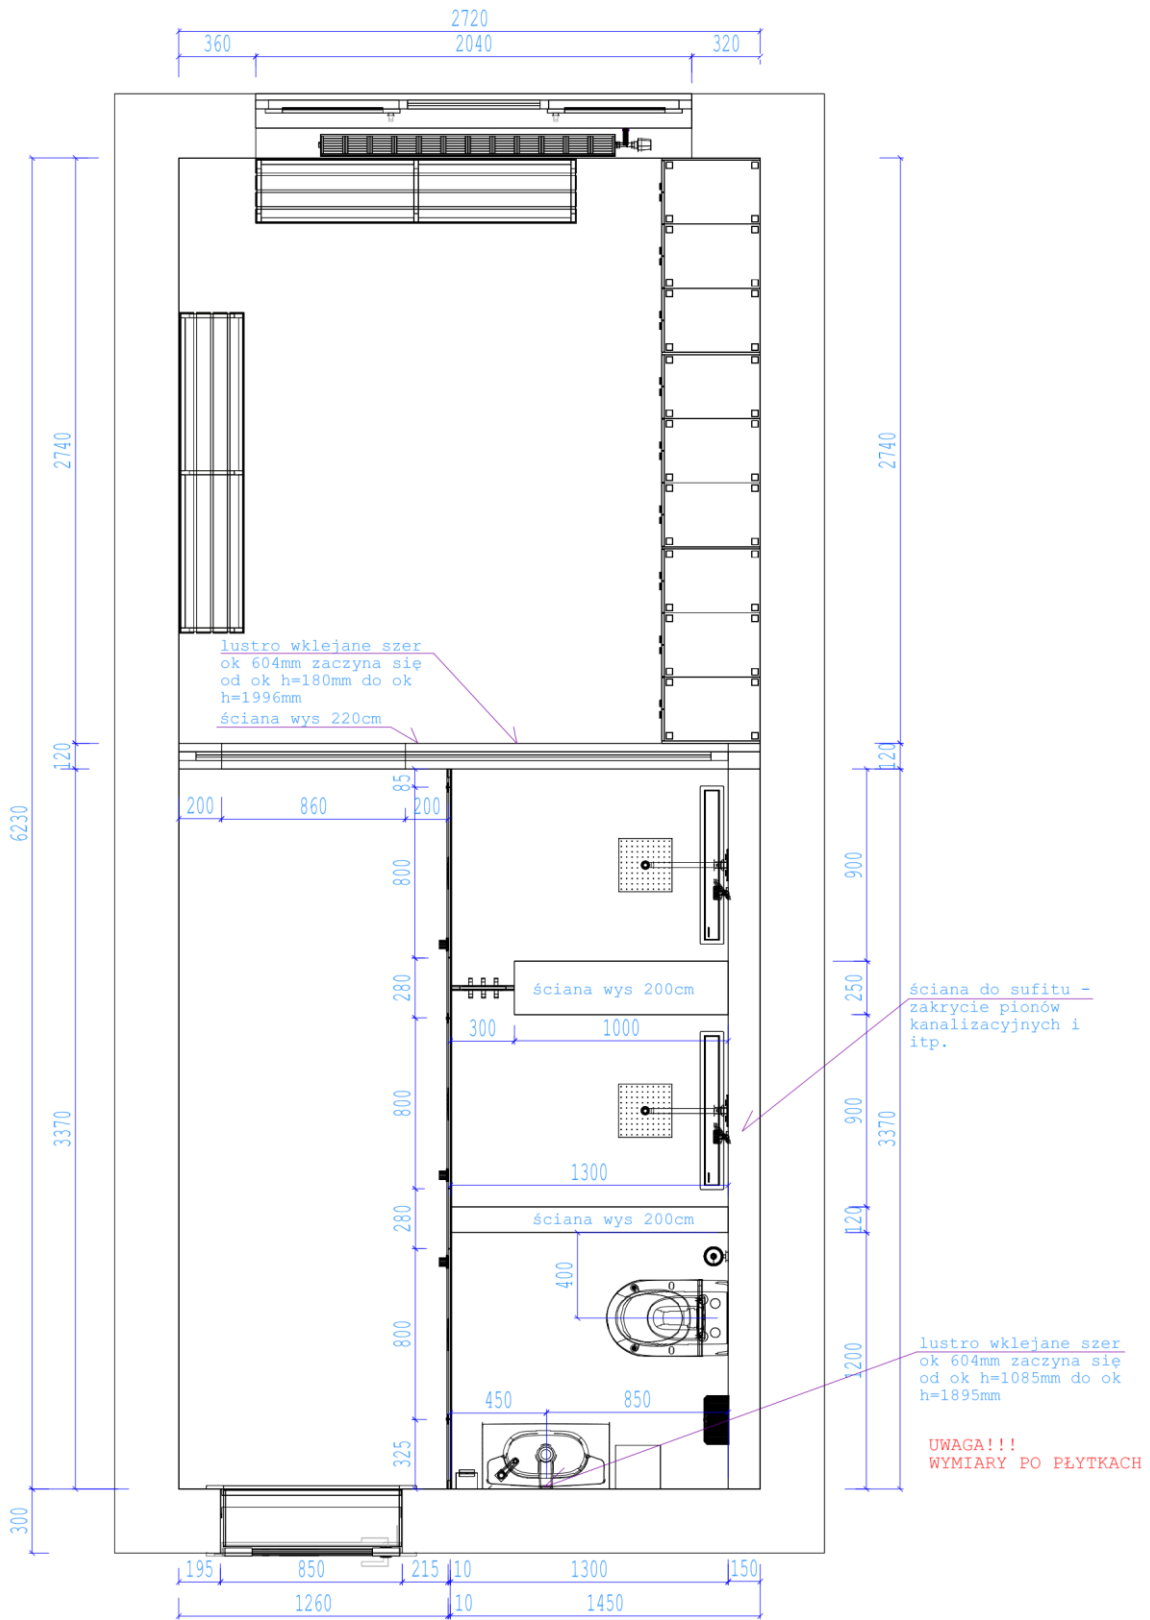 2720
360
2040
320
2740
2740
lustro wklejane szer
ok 604mm zaczyna się
od ok h=180mm do ok
h=1996mm
ściana wys 220cm
120
120
85
200
860
200
6230
800
900
280
ściana wys 200cm
250
ściana do sufitu -
zakrycie pionów
kanalizacyjnych i
itp.
300
1000
800
900
3370
3370
1300
280
ściana wys 200cm
120
400
800
1200
lustro wklejane szer
ok 604mm zaczyna się
od ok h=1085mm do ok
h=1895mm
450
850
325
UWAGA!!!
WYMIARY PO PŁYTKACH
300
195
850
215
10
1300
150
1260
10
1450